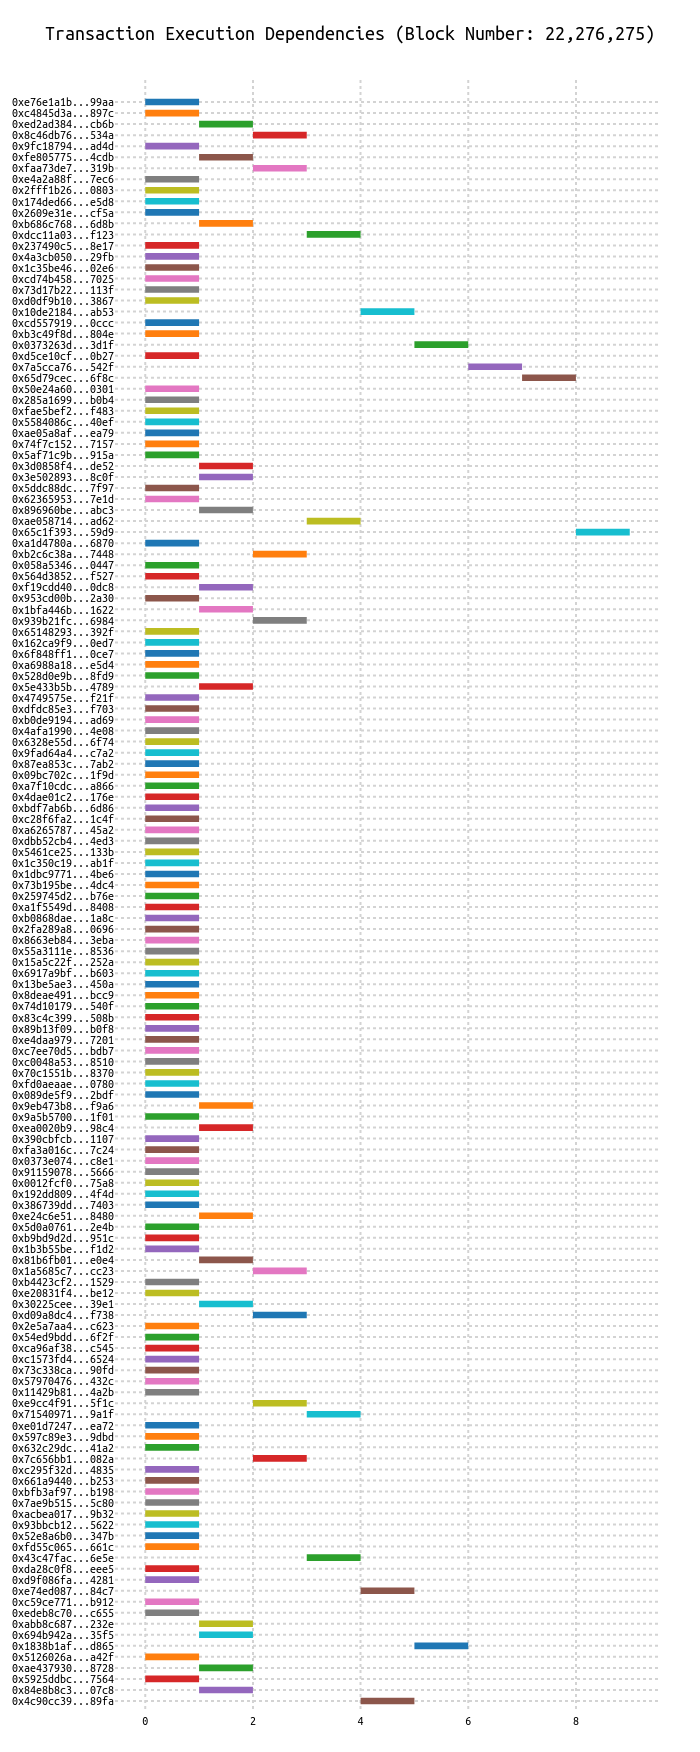 Transaction Execution Dependencies (Block Number: 22,276,275)
0xe76e1a1b...99aa
0xc4845d3a...897c
0xed2ad384...cb6b
0x8c46db76...534a
0x9fc18794...ad4d
0xfe805775...4cdb
0xfaa73de7...319b
0xe4a2a88f...7ec6
0x2fff1b26...0803
0x174ded66...e5d8
0x2609e31e...cf5a
0xb686c768...6d8b
0xdcc11a03...f123
0x237490c5...8e17
0x4a3cb050...29fb
0x1c35be46...02e6
0xcd74b458...7025
0x73d17b22...113f
0xd0df9b10...3867
0x10de2184...ab53
0xcd557919...0ccc
0xb3c49f8d...804e
0x0373263d...3d1f
0xd5ce10cf...0b27
0x7a5cca76...542f
0x65d79cec...6f8c
0x50e24a60...0301
0x285a1699...b0b4
0xfae5bef2...f483
0x5584086c...40ef
0xae05a8af...ea79
0x74f7c152...7157
0x5af71c9b...915a
0x3d0858f4...de52
0x3e502893...8c0f
0x5ddc88dc...7f97
0x62365953...7e1d
0x896960be...abc3
0xae058714...ad62
0x65c1f393...59d9
0xa1d4780a...6870
0xb2c6c38a...7448
0x058a5346...0447
0x564d3852...f527
0xf19cdd40...0dc8
0x953cd00b...2a30
0x1bfa446b...1622
0x939b21fc...6984
0x65148293...392f
0x162ca9f9...0ed7
0x6f848ff1...0ce7
0xa6988a18...e5d4
0x528d0e9b...8fd9
0x5e433b5b...4789
0x4749575e...f21f
0xdfdc85e3...f703
0xb0de9194...ad69
0x4afa1990...4e08
0x6328e55d...6f74
0x9fad64a4...c7a2
0x87ea853c...7ab2
0x09bc702c...1f9d
0xa7f10cdc...a866
0x4dae01c2...176e
0xbdf7ab6b...6d86
0xc28f6fa2...1c4f
0xa6265787...45a2
0xdbb52cb4...4ed3
0x5461ce25...133b
0x1c350c19...ab1f
0x1dbc9771...4be6
0x73b195be...4dc4
0x259745d2...b76e
0xa1f5549d...8408
0xb0868dae...1a8c
0x2fa289a8...0696
0x8663eb84...3eba
0x55a3111e...8536
0x15a5c22f...252a
0x6917a9bf...b603
0x13be5ae3...450a
0x8deae491...bcc9
0x74d10179...540f
0x83c4c399...508b
0x89b13f09...b0f8
0xe4daa979...7201
0xc7ee70d5...bdb7
0xc0048a53...8510
0x70c1551b...8370
0xfd0aeaae...0780
0x089de5f9...2bdf
0x9eb473b8...f9a6
0x9a5b5700...1f01
0xea0020b9...98c4
0x390cbfcb...1107
0xfa3a016c...7c24
0x0373e074...c8e1
0x91159078...5666
0x0012fcf0...75a8
0x192dd809...4f4d
0x386739dd...7403
0xe24c6e51...8480
0x5d0a0761...2e4b
0xb9bd9d2d...951c
0x1b3b55be...f1d2
0x81b6fb01...e0e4
0x1a5685c7...cc23
0xb4423cf2...1529
0xe20831f4...be12
0x30225cee...39e1
0xd09a8dc4...f738
0x2e5a7aa4...c623
0x54ed9bdd...6f2f
0xca96af38...c545
0xc1573fd4...6524
0x73c338ca...90fd
0x57970476...432c
0x11429b81...4a2b
0xe9cc4f91...5f1c
0x71540971...9a1f
0xe01d7247...ea72
0x597c89e3...9dbd
0x632c29dc...41a2
0x7c656bb1...082a
0xc295f32d...4835
0x661a9440...b253
0xbfb3af97...b198
0x7ae9b515...5c80
0xacbea017...9b32
0x93bbcb12...5622
0x52e8a6b0...347b
0xfd55c065...661c
0x43c47fac...6e5e
0xda28c0f8...eee5
0xd9f086fa...4281
0xe74ed087...84c7
0xc59ce771...b912
0xedeb8c70...c655
0xabb8c687...232e
0x694b942a...35f5
0x1838b1af...d865
0x5126026a...a42f
0xae437930...8728
0x5925ddbc...7564
0x84e8b8c3...07c8
0x4c90cc39...89fa
0 2 4 6 8